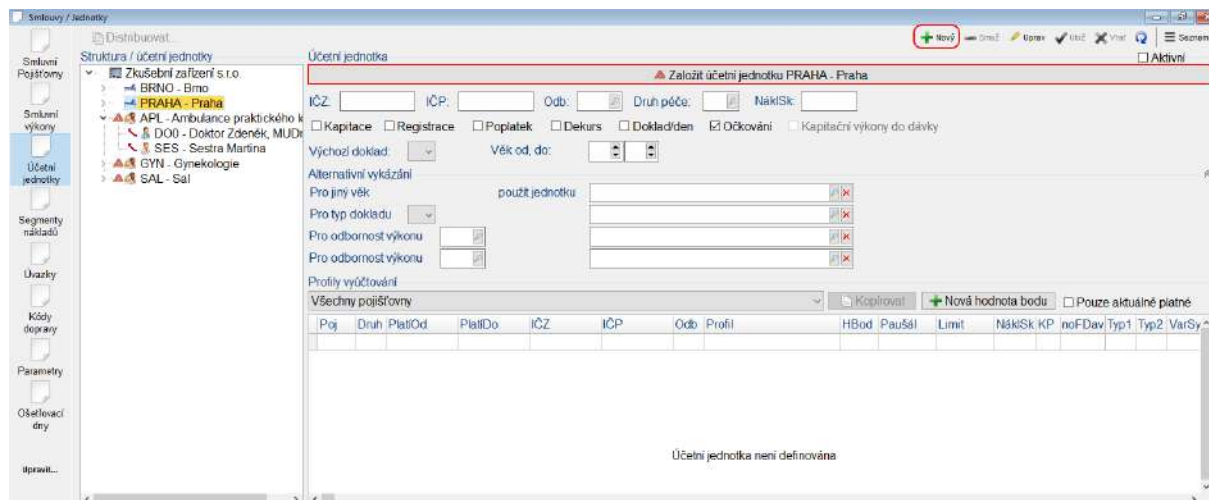 Smlouvy / Jednotky
Distribuovat...
Nový Smaž Uprav Ulož Vrať Seznam
Smluvní Pojišťovny
Smluvní výkony
Účetní jednotky
Segmenty nákladů
Úvazky
Kódy dopravy
Parametry
Ošetřovací dny
Upravit...
Struktura / účetní jednotky
Zkušební zařízení s.r.o.
BRNO - Brno
PRAHA - Praha
APL - Ambulance praktického k
DO0 - Doktor Zdeněk, MUDr
SES - Sestra Martina
GYN - Gynekologie
SAL - Sal
Účetní jednotka
Aktivní
Založit účetní jednotku PRAHA - Praha
IČZ: IČP: Odb: Druh péče: NáklSk:
Kapitace Registrace Poplatek Dekurs Doklad/den Očkování Kapitační výkony do dávky
Výchozí doklad: Věk od, do:
Alternativní vykázání
Pro jiný věk použít jednotku
Pro typ dokladu
Pro odbornost výkonu
Pro odbornost výkonu
Profily vyúčtování
Všechny pojišťovny Kopírovat Nová hodnota bodu Pouze aktuálně platné
Poj Druh PlatíOd PlatíDo IČZ IČP Odb Profil HBod Paušál Limit NáklSk KP noFDav Typ1 Typ2 VarSy
Účetní jednotka není definována